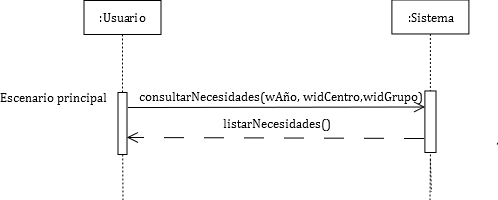 :Usuario
:Sistema
Escenario principal
consultarNecesidades(wAño, widCentro,widGrupo)
listarNecesidades()